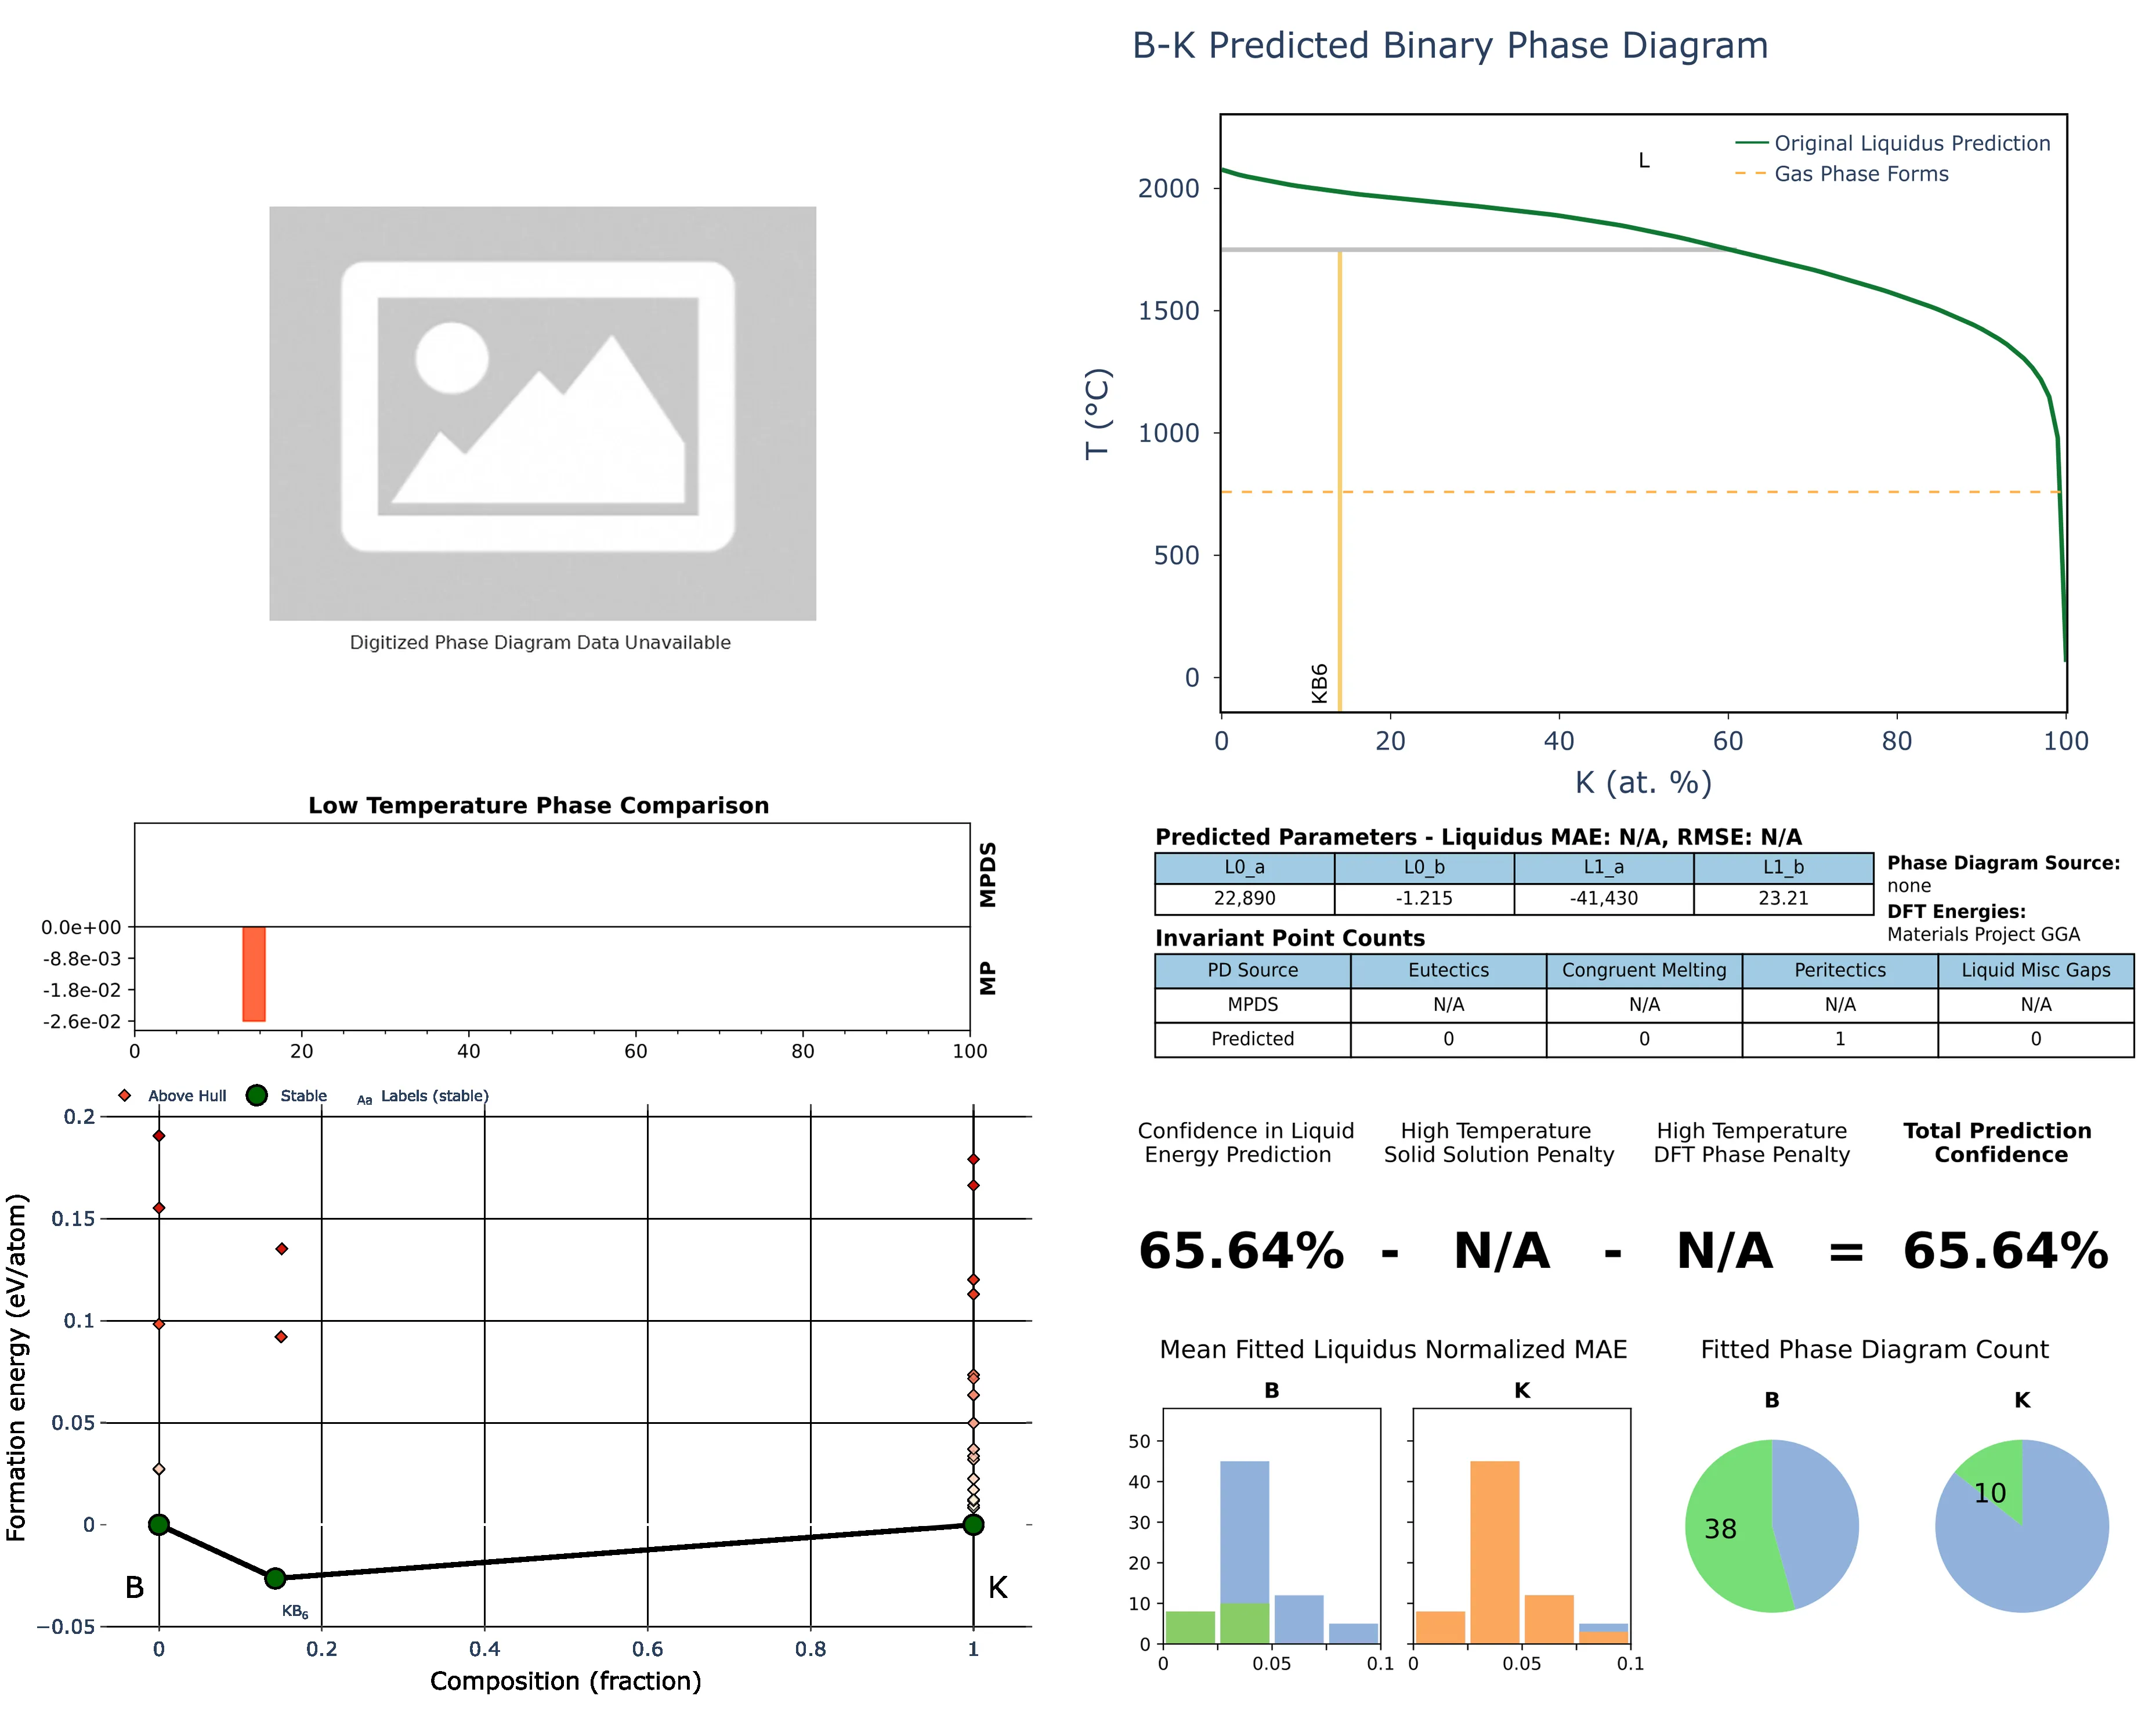 B-K Predicted Binary Phase Diagram
Digitized Phase Diagram Data Unavailable
L
Original Liquidus Prediction
Gas Phase Forms
T (°C)
2000
1500
1000
500
0
KB6
0 20 40 60 80 100
K (at. %)
Low Temperature Phase Comparison
MPDS
MP
0.0e+00
-8.8e-03
-1.8e-02
-2.6e-02
0 20 40 60 80 100
Predicted Parameters - Liquidus MAE: N/A, RMSE: N/A
L0_a L0_b L1_a L1_b
22,890 -1.215 -41,430 23.21
Phase Diagram Source:
none
DFT Energies:
Materials Project GGA
Invariant Point Counts
PD Source Eutectics Congruent Melting Peritectics Liquid Misc Gaps
MPDS N/A N/A N/A N/A
Predicted 0 0 1 0
Above Hull Stable Aa Labels (stable)
Formation energy (eV/atom)
0.2
0.15
0.1
0.05
0
−0.05
B
KB6
K
0 0.2 0.4 0.6 0.8 1
Composition (fraction)
Confidence in Liquid
Energy Prediction
High Temperature
Solid Solution Penalty
High Temperature
DFT Phase Penalty
Total Prediction
Confidence
65.64% - N/A - N/A = 65.64%
Mean Fitted Liquidus Normalized MAE
B K
50
40
30
20
10
0
0 0.05 0.1 0 0.05 0.1
Fitted Phase Diagram Count
B K
38 10